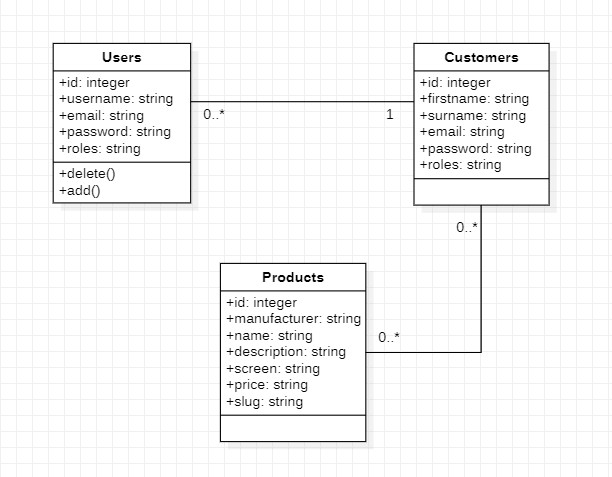 Users
+id: integer
+username: string
+email: string
+password: string
+roles: string
+delete()
+add()
0..*
1
Customers
+id: integer
+firstname: string
+surname: string
+email: string
+password: string
+roles: string
0..*
0..*
Products
+id: integer
+manufacturer: string
+name: string
+description: string
+screen: string
+price: string
+slug: string